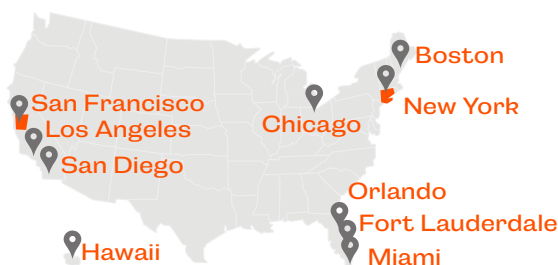 Boston
New York
San Francisco
Los Angeles
Chicago
San Diego
Orlando
Fort Lauderdale
Hawaii
Miami